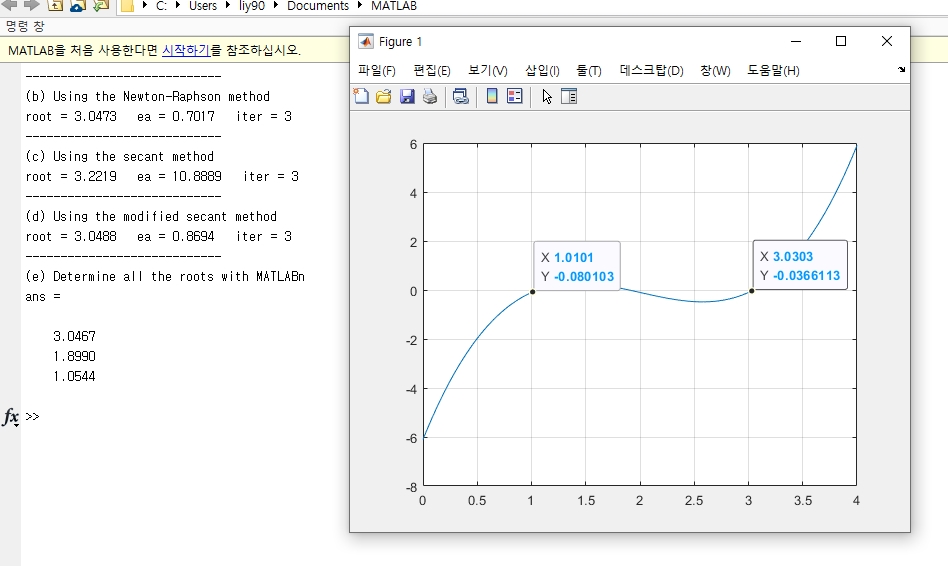 C: Users liy90 Documents MATLAB
명령 창
MATLAB을 처음 사용한다면 시작하기를 참조하십시오.
-----------------------------
(b) Using the Newton-Raphson method
root = 3.0473 ea = 0.7017 iter = 3
-----------------------------
(c) Using the secant method
root = 3.2219 ea = 10.8889 iter = 3
-----------------------------
(d) Using the modified secant method
root = 3.0488 ea = 0.8694 iter = 3
-----------------------------
(e) Determine all the roots with MATLABn
ans =
3.0467
1.8990
1.0544
fx >>
Figure 1
파일(F) 편집(E) 보기(V) 삽입(I) 툴(T) 데스크탑(D) 창(W) 도움말(H)
6
4
2
0
-2
-4
-6
-8
X 1.0101
Y -0.080103
X 3.0303
Y -0.0366113
0 0.5 1 1.5 2 2.5 3 3.5 4